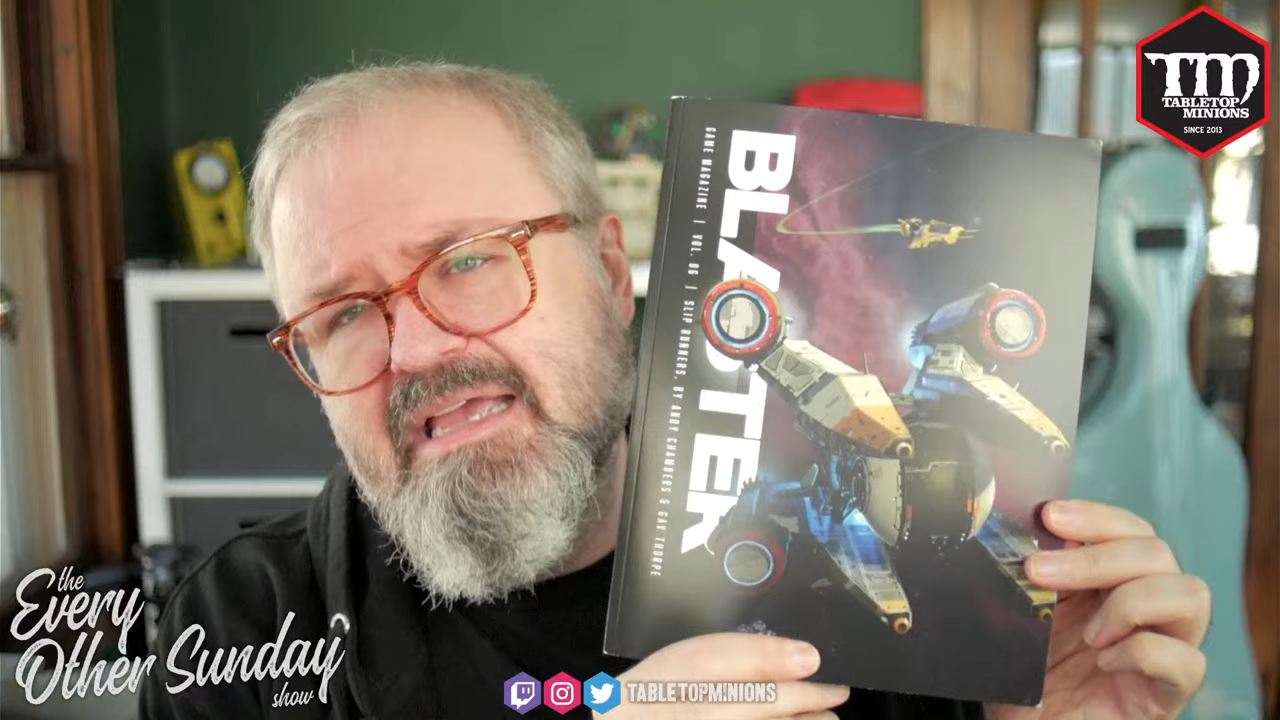 TM
TABLETOP
MINIONS
SINCE 2013
BLASTER
GAME MAGAZINE | VOL. 06 | SLIP RUNNERS, BY ANDY CHAMBERS & GAV THORPE
the
Every
Other Sunday
show
TABLETOPMINIONS